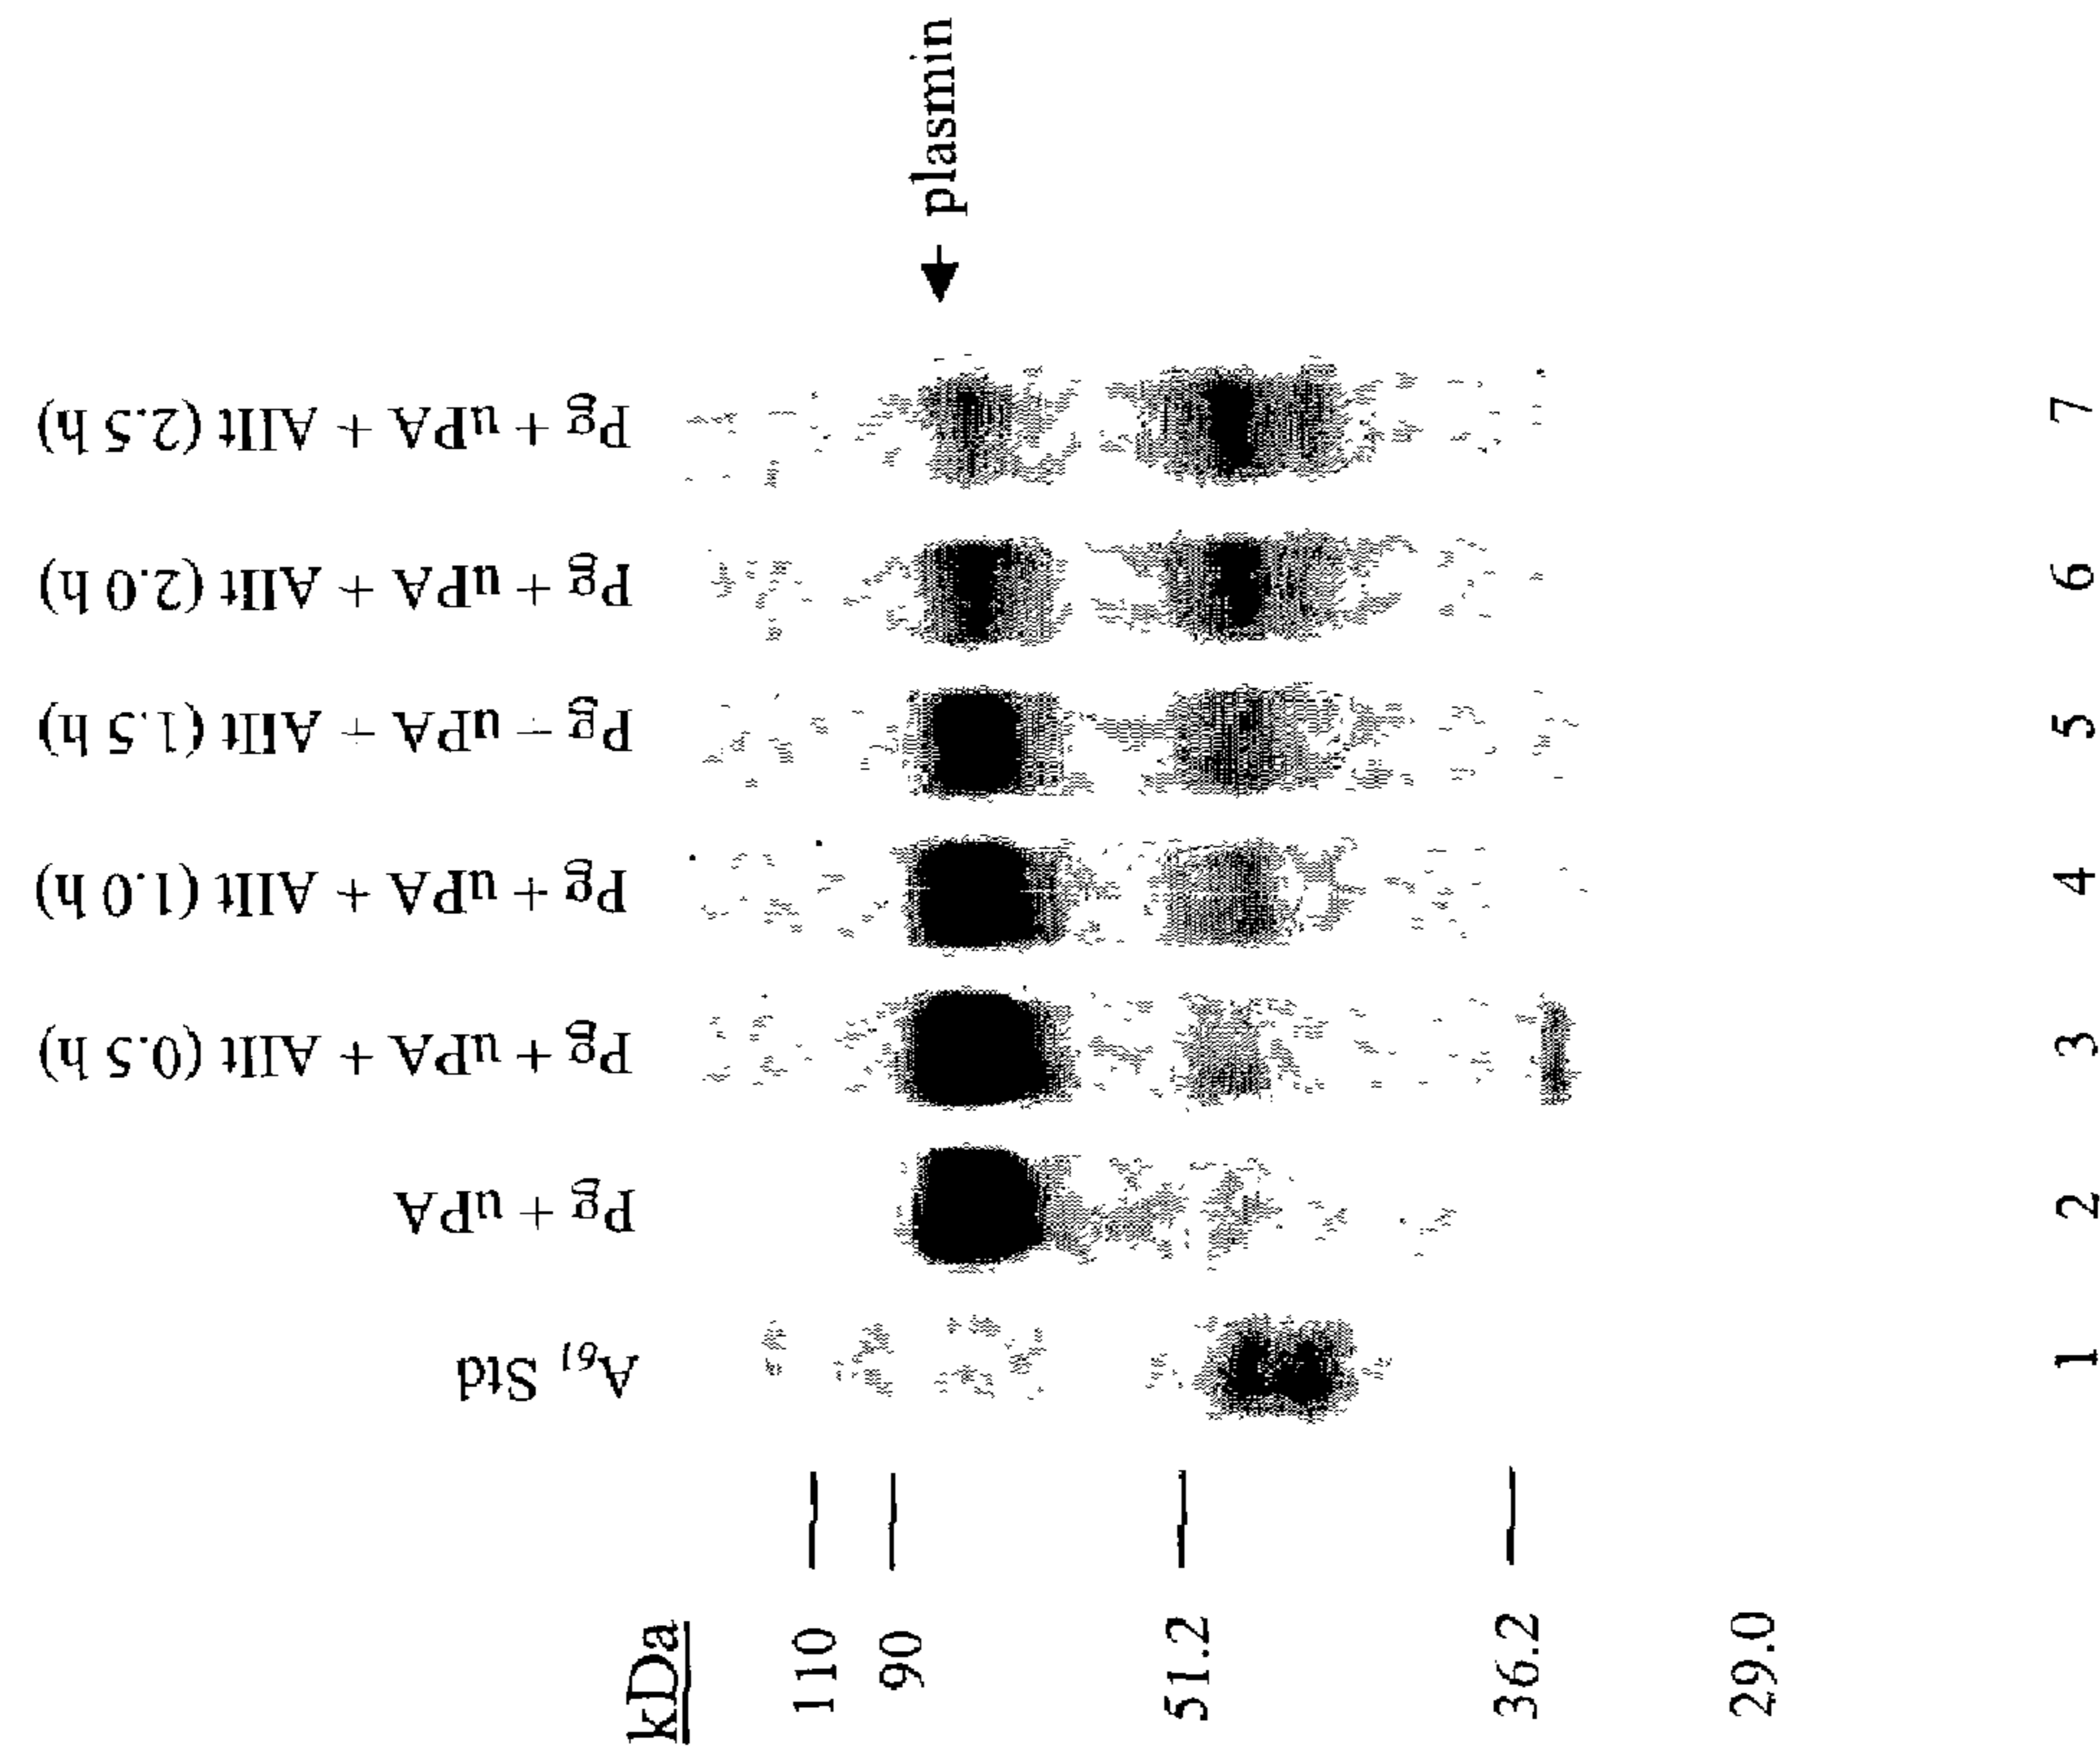 A61 Std
Pg + uPA
Pg + uPA + AIIt (0.5 h)
Pg + uPA + AIIt (1.0 h)
Pg + uPA + AIIt (1.5 h)
Pg + uPA + AIIt (2.0 h)
Pg + uPA + AIIt (2.5 h)
kDa
110
90
51.2
36.2
29.0
plasmin
1 2 3 4 5 6 7